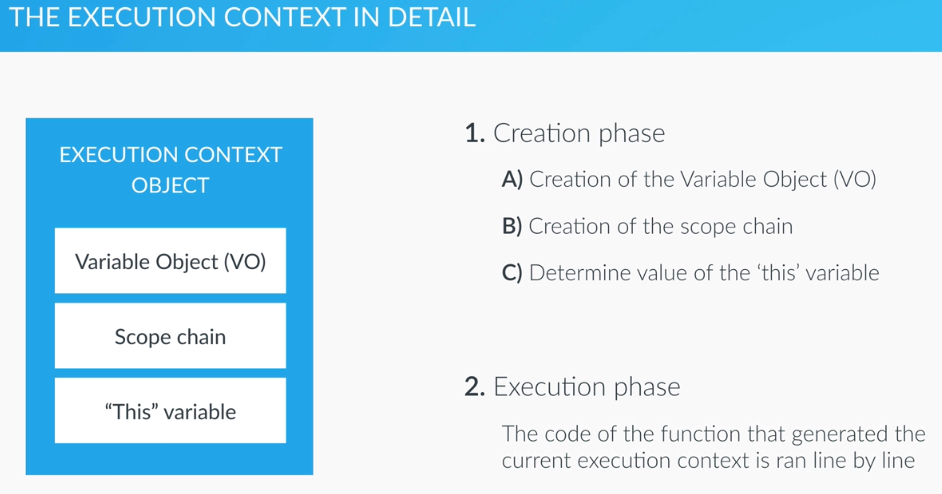 THE EXECUTION CONTEXT IN DETAIL
EXECUTION CONTEXT
OBJECT
Variable Object (VO)
Scope chain
“This” variable
1. Creation phase
A) Creation of the Variable Object (VO)
B) Creation of the scope chain
C) Determine value of the ‘this’ variable
2. Execution phase
The code of the function that generated the
current execution context is ran line by line